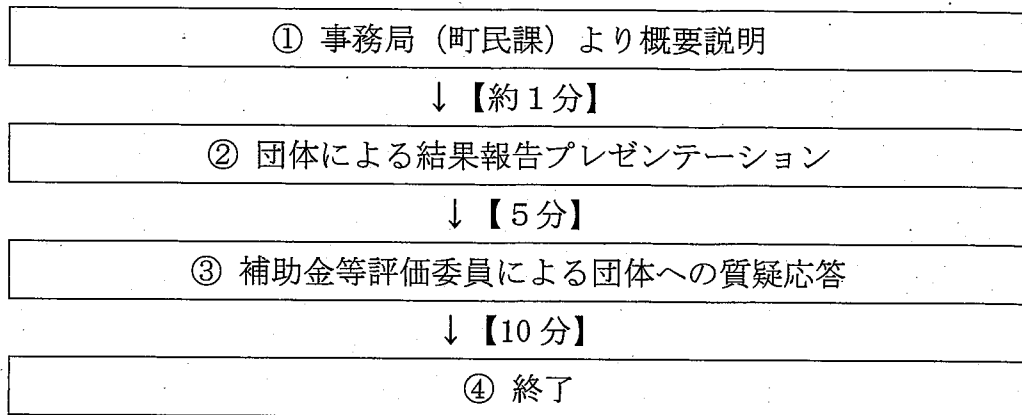 ① 事務局（町民課）より概要説明
↓【約１分】
② 団体による結果報告プレゼンテーション
↓【５分】
③ 補助金等評価委員による団体への質疑応答
↓【10分】
④ 終了